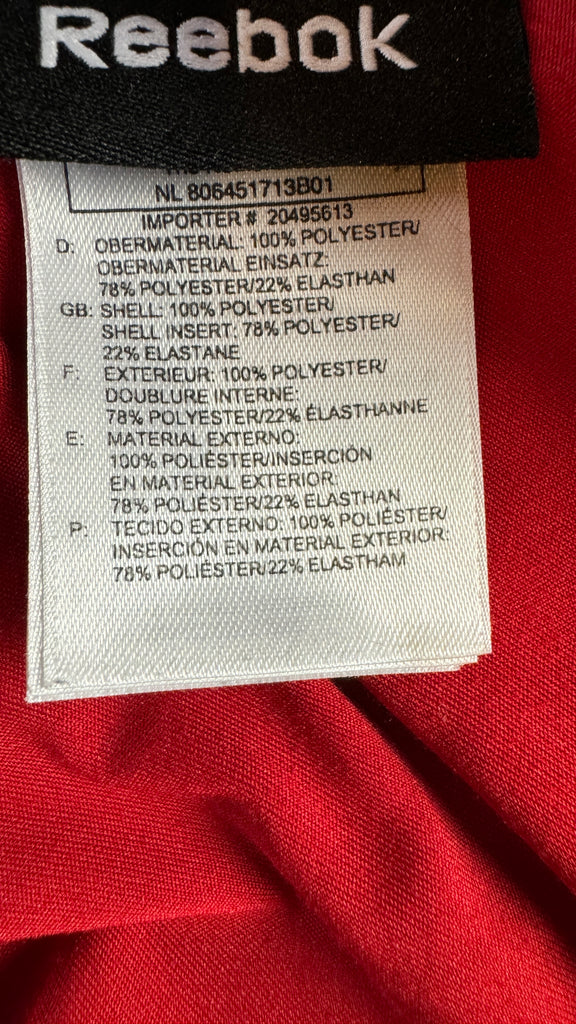 Reebok
NL 806451713B01
IMPORTER # 20495613
D: OBERMATERIAL: 100% POLYESTER/
OBERMATERIAL EINSATZ:
78% POLYESTER/22% ELASTHAN
GB: SHELL: 100% POLYESTER/
SHELL INSERT: 78% POLYESTER/
22% ELASTANE
F: EXTERIEUR: 100% POLYESTER/
DOUBLURE INTERNE:
78% POLYESTER/22% ÉLASTHANNE
E: MATERIAL EXTERNO:
100% POLIÉSTER/INSERCIÓN
EN MATERIAL EXTERIOR:
78% POLIÉSTER/22% ELASTHAN
P: TECIDO EXTERNO: 100% POLIÉSTER/
INSERCIÓN EN MATERIAL EXTERIOR:
78% POLIÉSTER/22% ELASTHAM